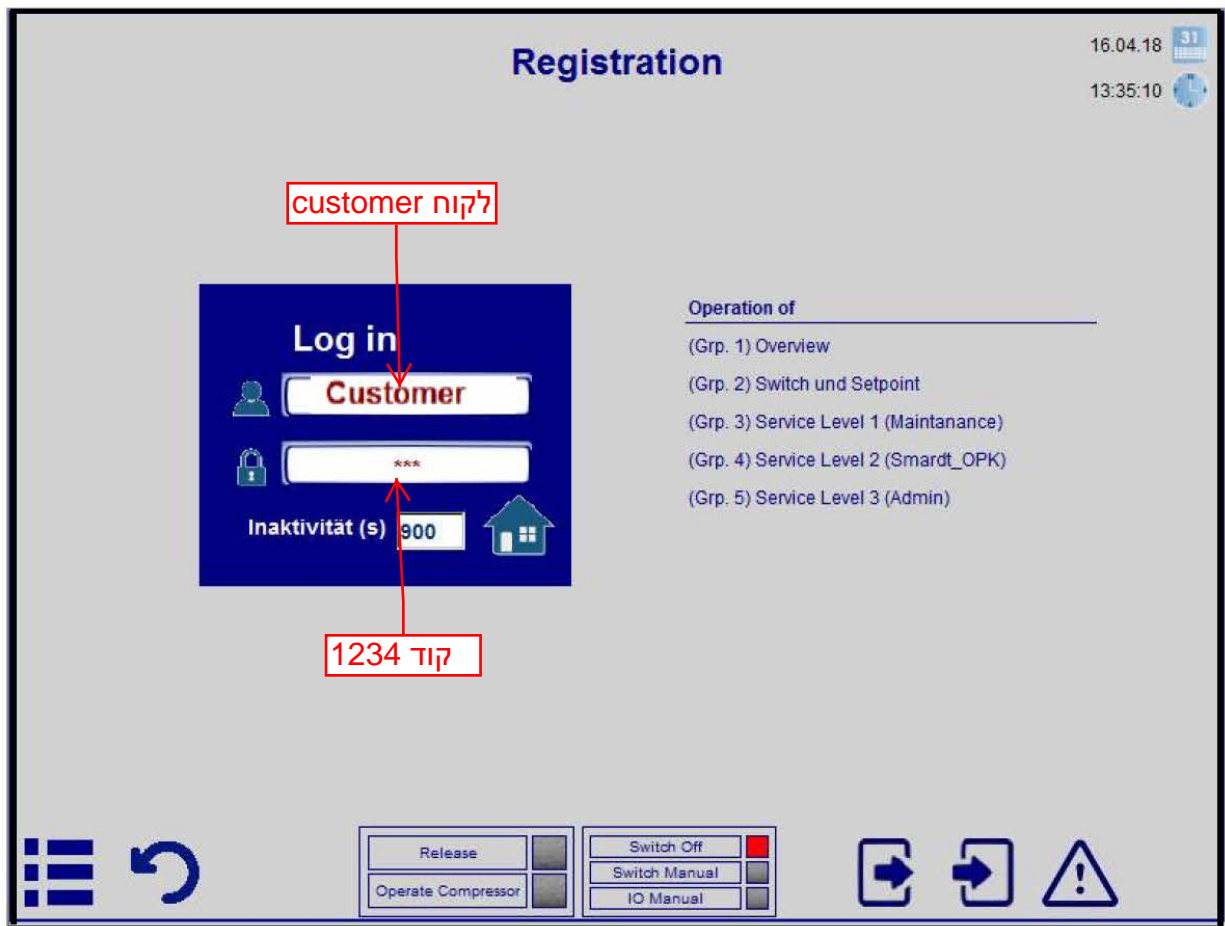 Registration
16.04.18
31
13:35:10
לקוח customer
Log in
Customer
***
Inaktivität (s) 900
קוד 1234
Operation of
(Grp. 1) Overview
(Grp. 2) Switch und Setpoint
(Grp. 3) Service Level 1 (Maintanance)
(Grp. 4) Service Level 2 (Smardt_OPK)
(Grp. 5) Service Level 3 (Admin)
Release
Operate Compressor
Switch Off
Switch Manual
IO Manual